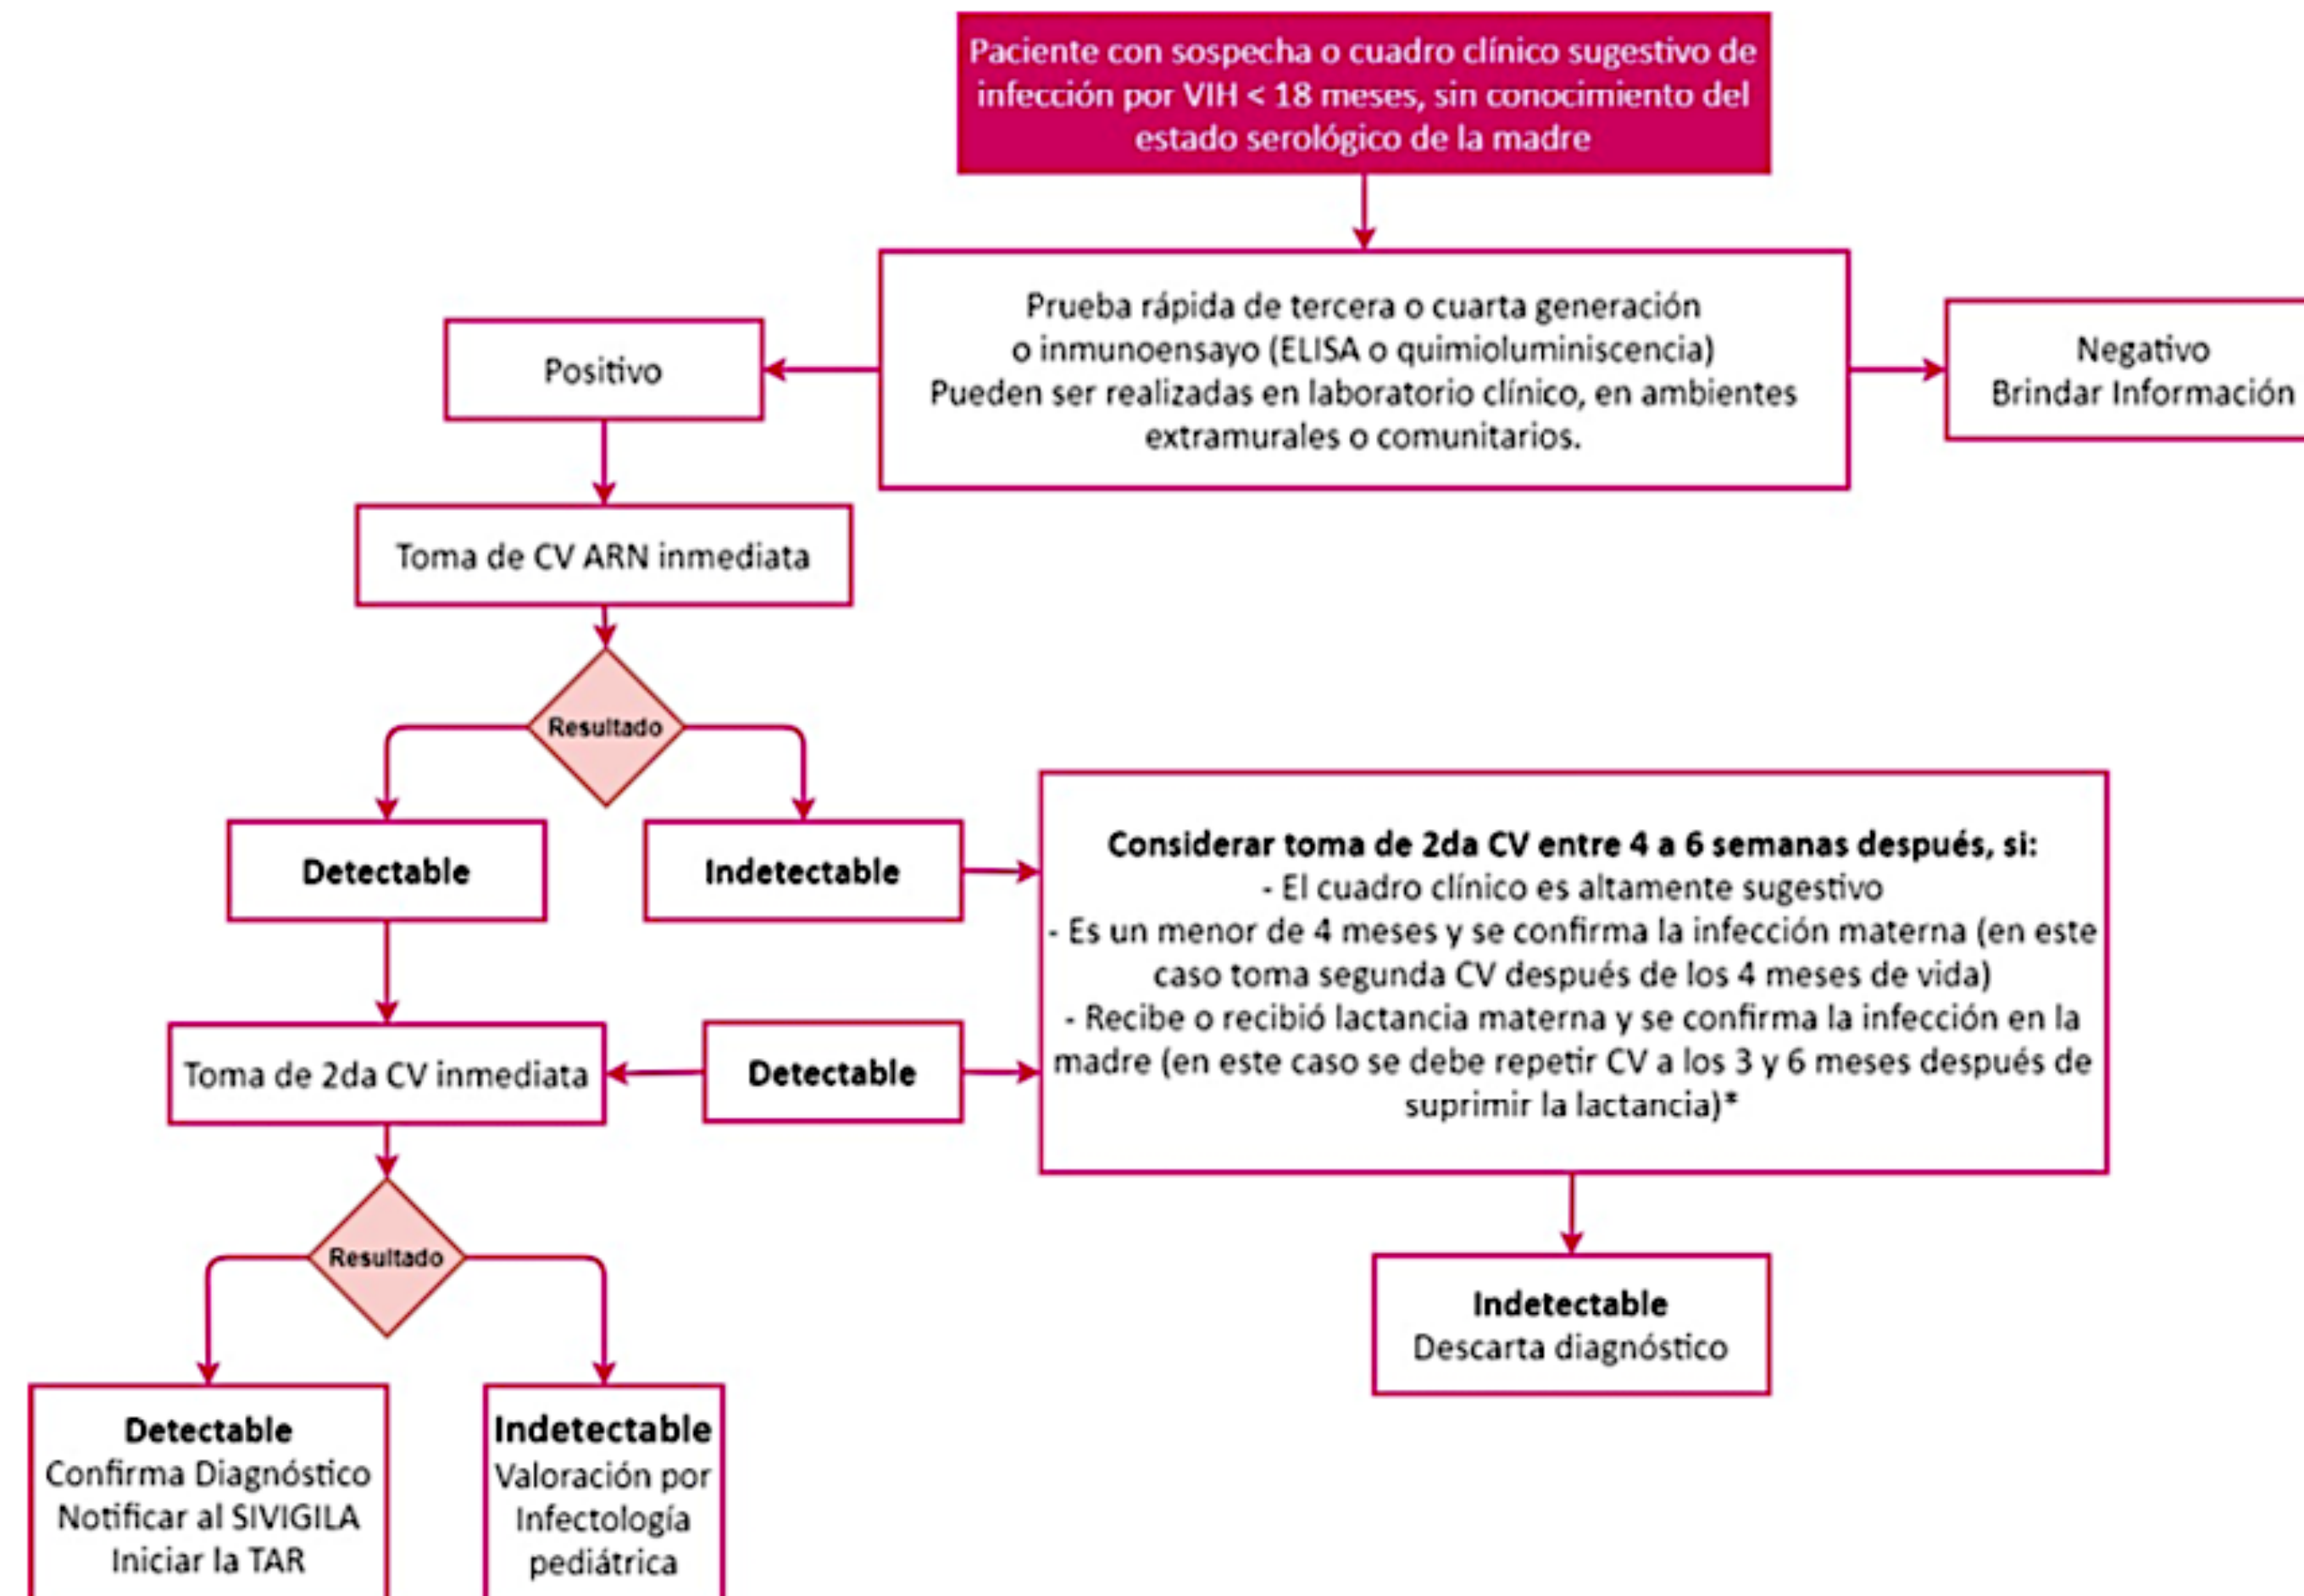 Paciente con sospecha o cuadro clínico sugestivo de
infección por VIH < 18 meses, sin conocimiento del
estado serológico de la madre
Prueba rápida de tercera o cuarta generación
o inmunoensayo (ELISA o quimioluminiscencia)
Pueden ser realizadas en laboratorio clínico, en ambientes
extramurales o comunitarios.
Positivo
Negativo
Brindar Información
Toma de CV ARN inmediata
Resultado
Detectable
Indetectable
Considerar toma de 2da CV entre 4 a 6 semanas después, si:
- El cuadro clínico es altamente sugestivo
- Es un menor de 4 meses y se confirma la infección materna (en este
caso toma segunda CV después de los 4 meses de vida)
- Recibe o recibió lactancia materna y se confirma la infección en la
madre (en este caso se debe repetir CV a los 3 y 6 meses después de
suprimir la lactancia)*
Toma de 2da CV inmediata
Detectable
Resultado
Indetectable
Descarta diagnóstico
Detectable
Confirma Diagnóstico
Notificar al SIVIGILA
Iniciar la TAR
Indetectable
Valoración por
Infectología
pediátrica